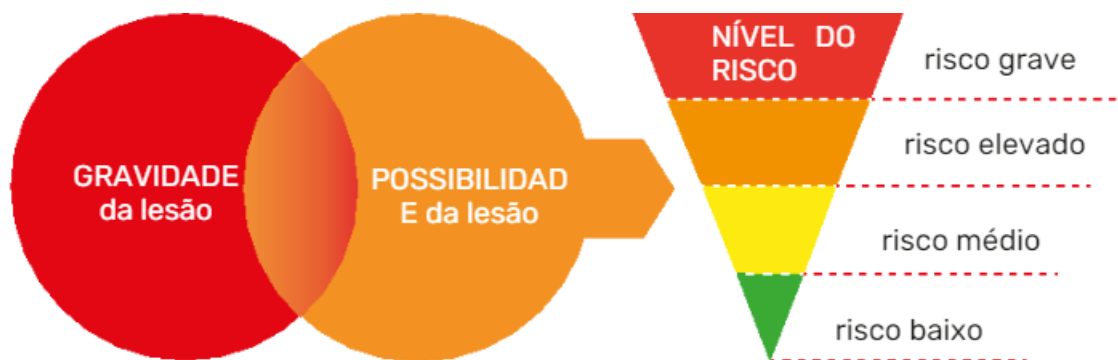 GRAVIDADE
da lesão
POSSIBILIDAD
E da lesão
NÍVEL DO
RISCO
risco grave
risco elevado
risco médio
risco baixo